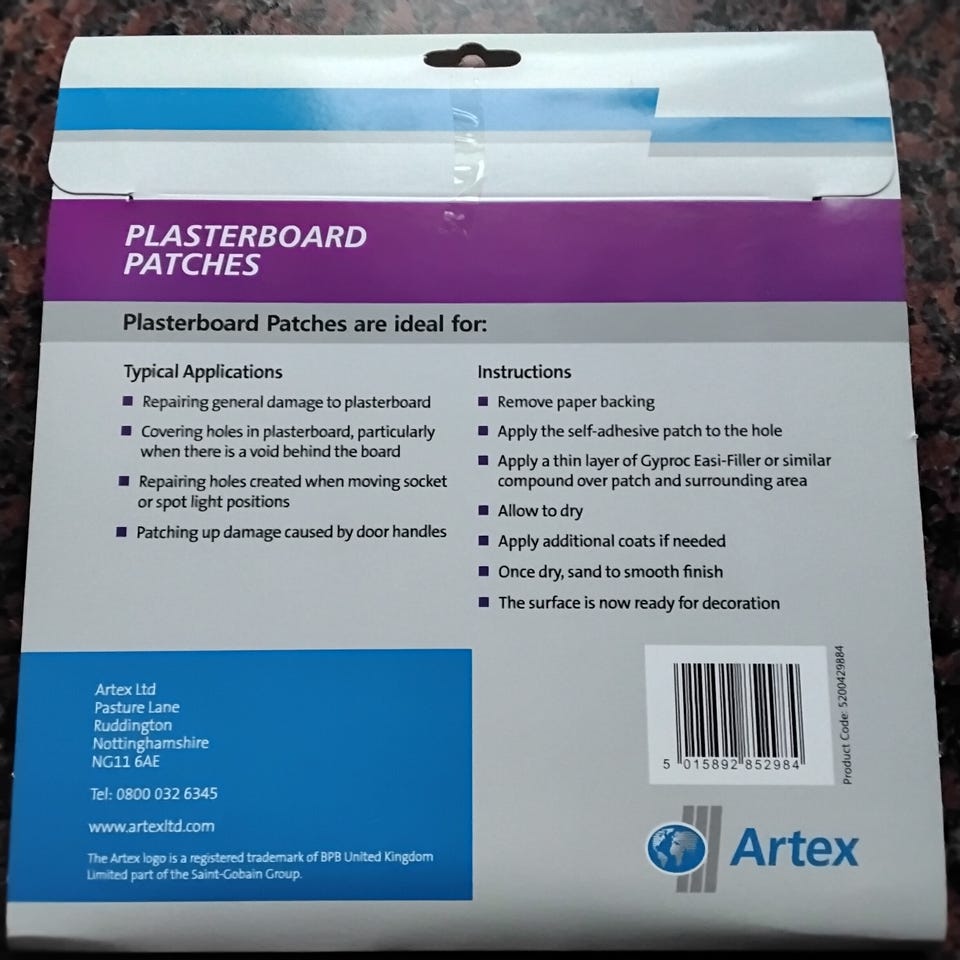 PLASTERBOARD
PATCHES
Plasterboard Patches are ideal for:
Typical Applications
Repairing general damage to plasterboard
Covering holes in plasterboard, particularly
when there is a void behind the board
Repairing holes created when moving socket
or spot light positions
Patching up damage caused by door handles
Instructions
Remove paper backing
Apply the self-adhesive patch to the hole
Apply a thin layer of Gyproc Easi-Filler or similar
compound over patch and surrounding area
Allow to dry
Apply additional coats if needed
Once dry, sand to smooth finish
The surface is now ready for decoration
Artex Ltd
Pasture Lane
Ruddington
Nottinghamshire
NG11 6AE
Tel: 0800 032 6345
www.artexltd.com
The Artex logo is a registered trademark of BPB United Kingdom
Limited part of the Saint-Gobain Group.
5 015892 852984
Product Code: 5200429884
Artex